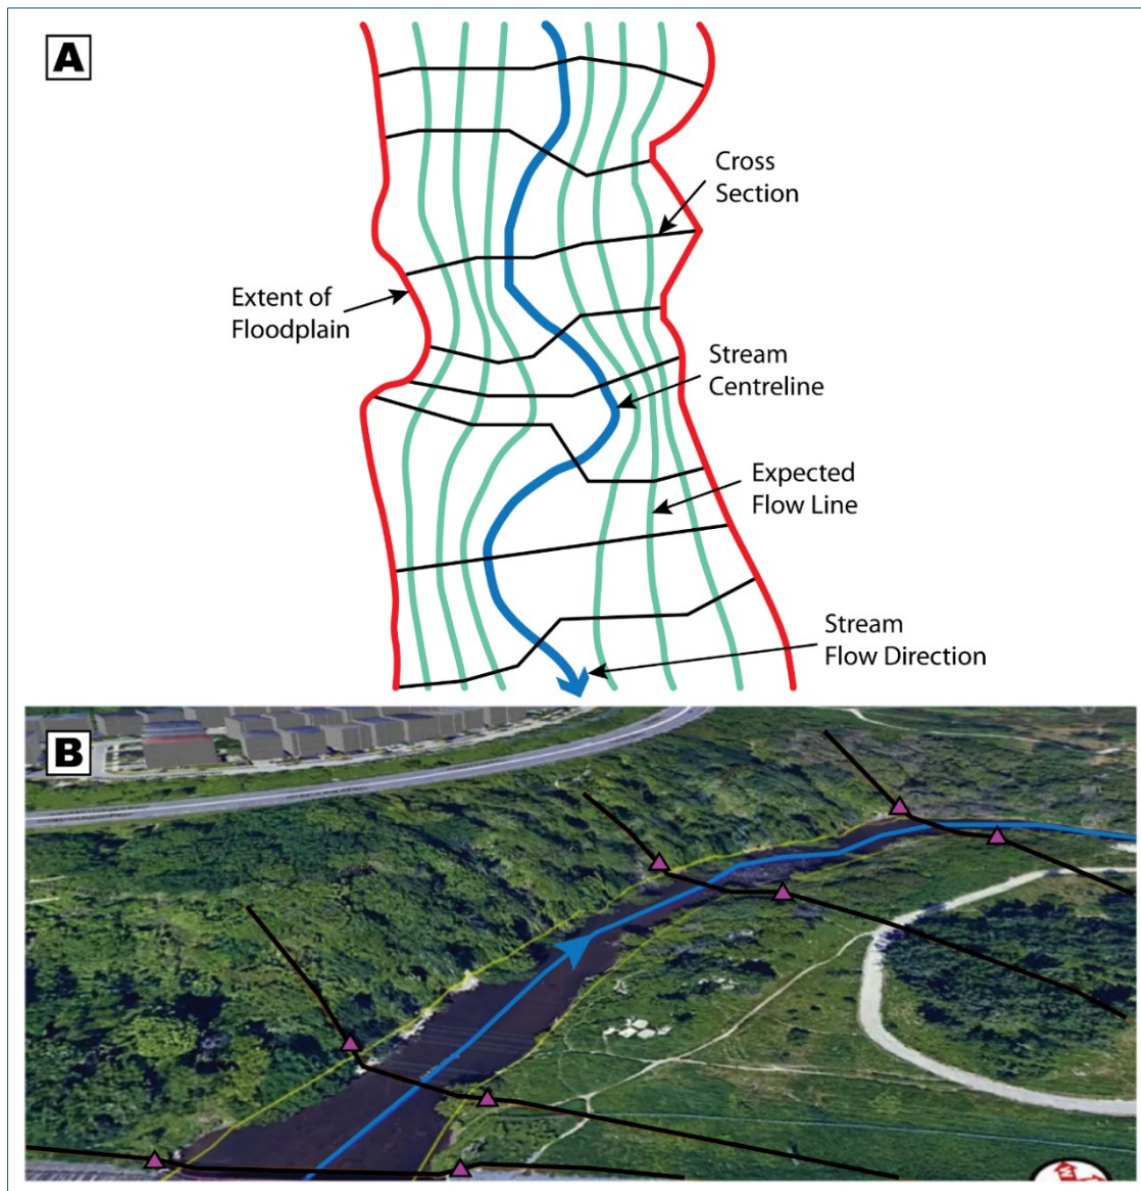 A
Cross
Section
Extent of
Floodplain
Stream
Centreline
Expected
Flow Line
Stream
Flow Direction
B